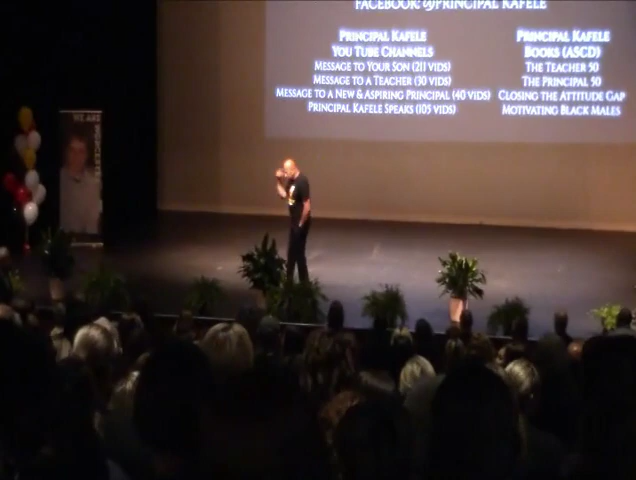 FACEBOOK: @PRINCIPAL KAFELE
PRINCIPAL KAFELE
YOU TUBE CHANNELS
MESSAGE TO YOUR SON (211 VIDS)
MESSAGE TO A TEACHER (30 VIDS)
MESSAGE TO A NEW & ASPIRING PRINCIPAL (40 VIDS)
PRINCIPAL KAFELE SPEAKS (105 VIDS)
PRINCIPAL KAFELE
BOOKS (ASCD)
THE TEACHER 50
THE PRINCIPAL 50
CLOSING THE ATTITUDE GAP
MOTIVATING BLACK MALES
WE ARE